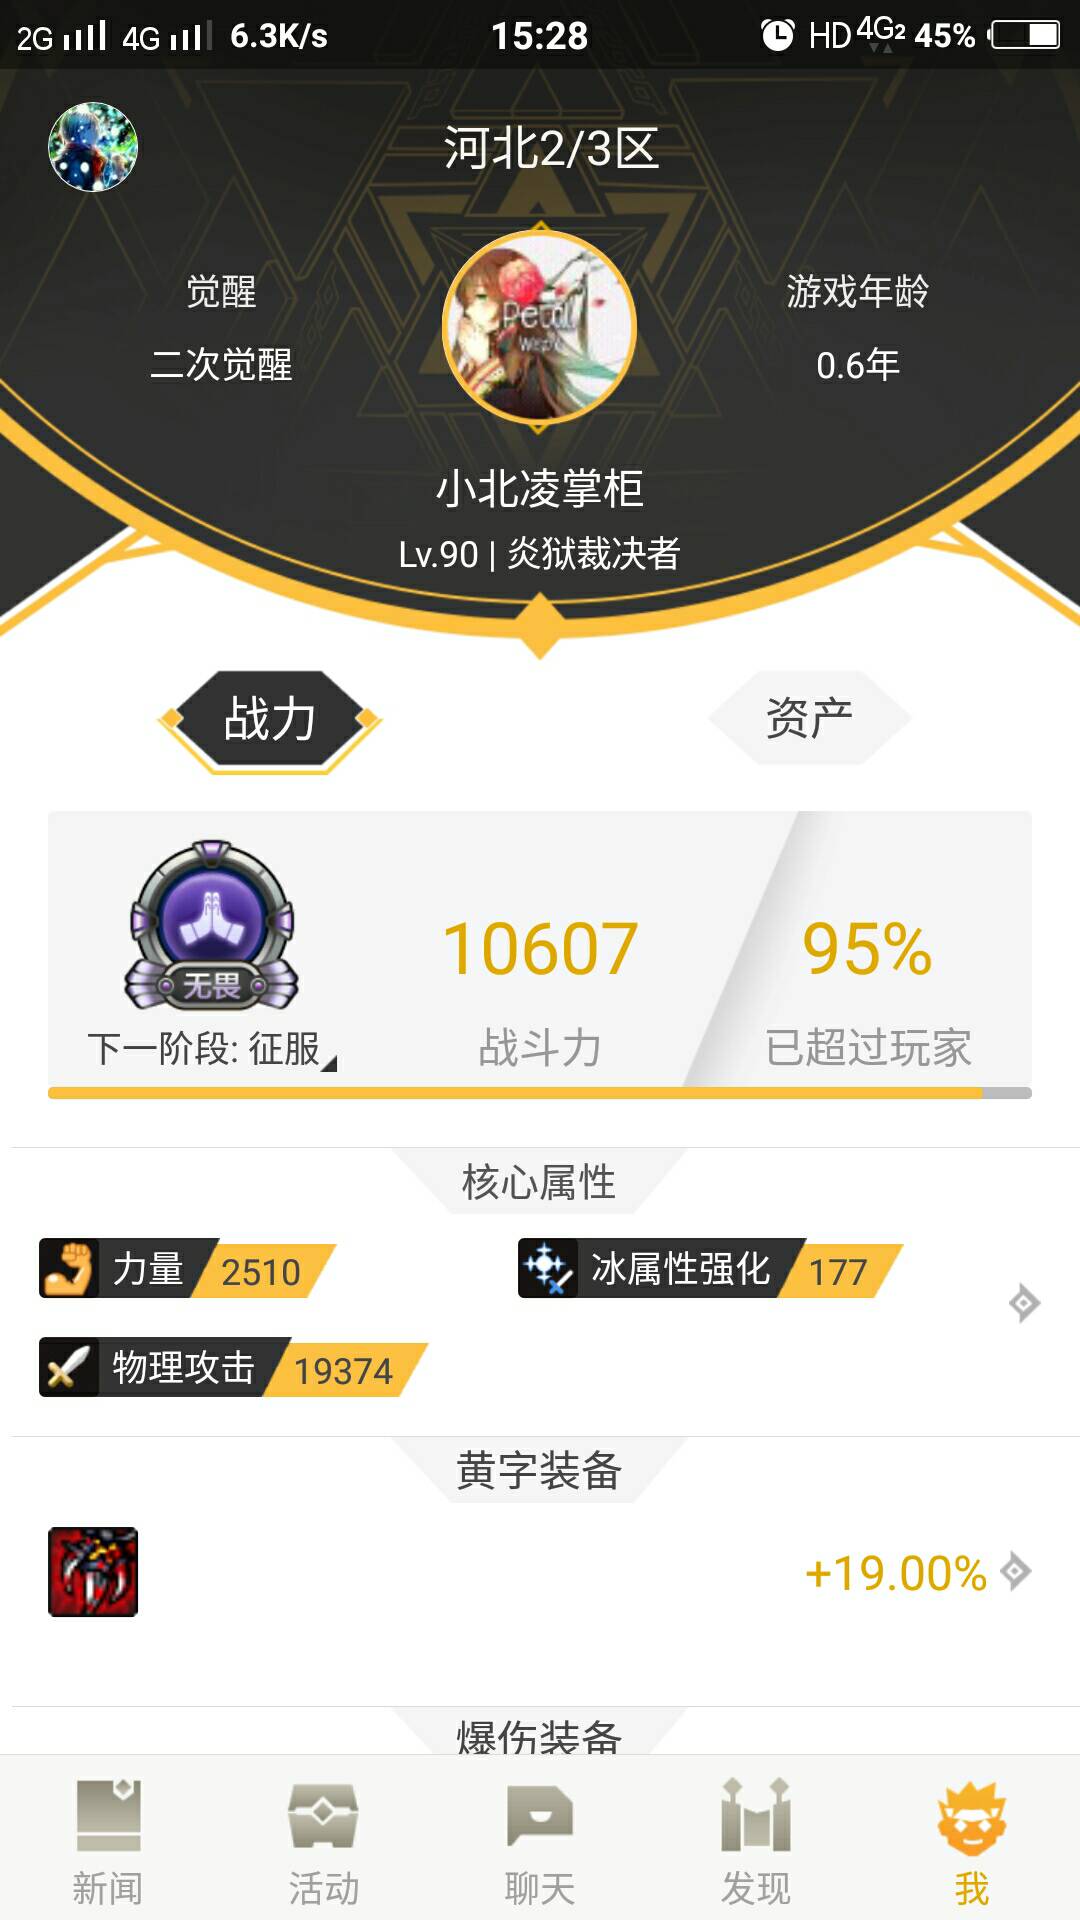 2G 4G 6.3K/s 15:28 HD 4G2 45%
河北2/3区
觉醒
二次觉醒
Petal
游戏年龄
0.6年
小北凌掌柜
Lv.90 | 炎狱裁决者
战力
资产
无畏
下一阶段: 征服
10607
战斗力
95%
已超过玩家
核心属性
力量 2510
冰属性强化 177
物理攻击 19374
黄字装备
+19.00%
爆伤装备
新闻
活动
聊天
发现
我